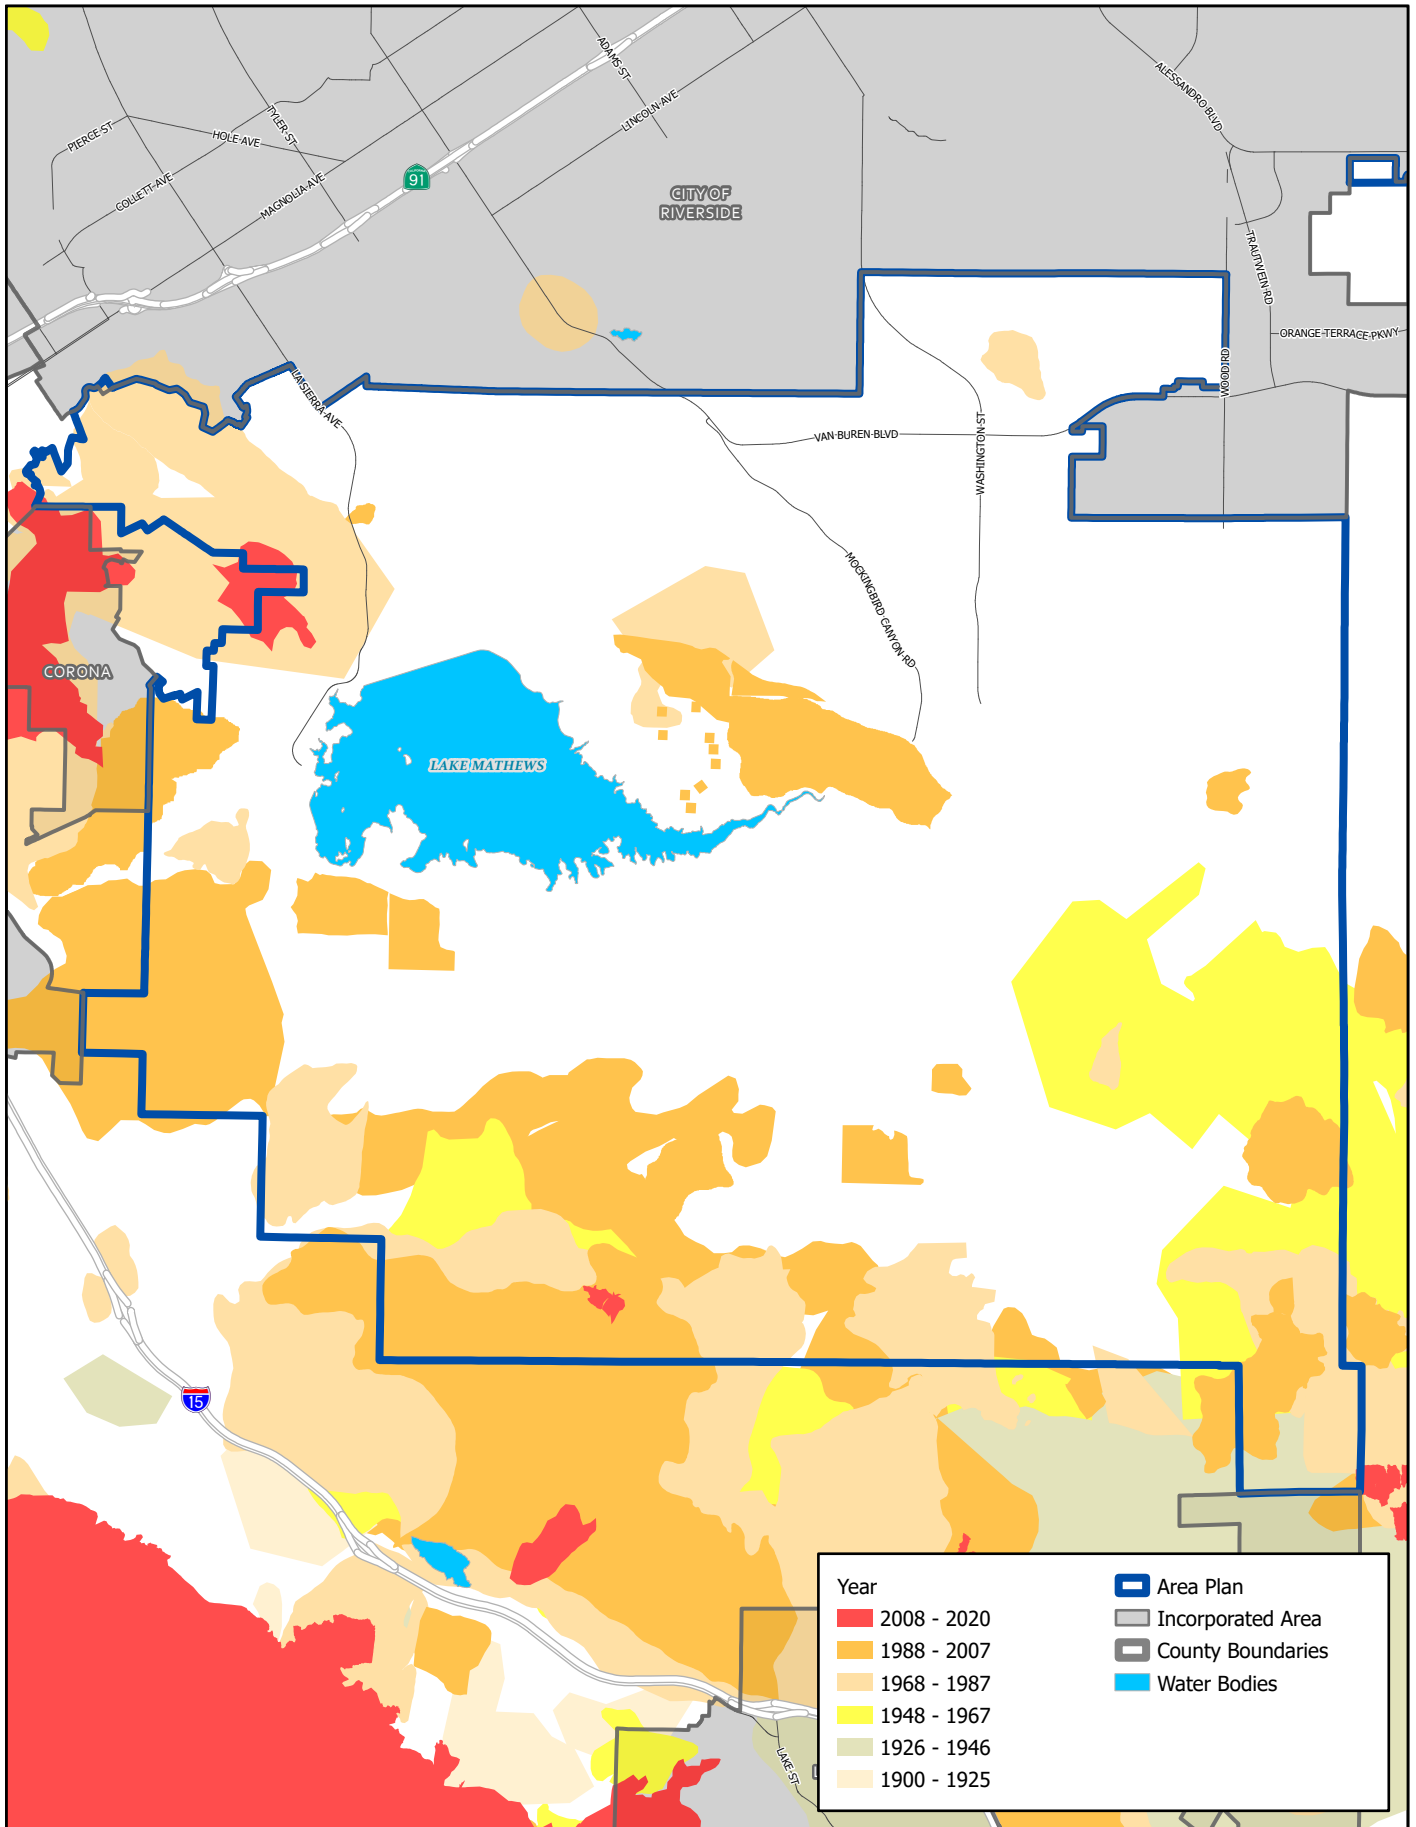 ADAMS ST
ALESSANDRO BLVD
LINCOLN AVE
TYLER ST
PIERCE ST
HOLE AVE
COLLETT AVE
MAGNOLIA AVE
CALIFORNIA
91
CITY OF
RIVERSIDE
TRAUTWEIN RD
ORANGE TERRACE PKWY
WOOD RD
LA SIERRA AVE
VAN BUREN BLVD
WASHINGTON ST
MOCKINGBIRD CANYON RD
CORONA
LAKE MATHEWS
15
LAKE ST
Year
2008 - 2020
1988 - 2007
1968 - 1987
1948 - 1967
1926 - 1946
1900 - 1925
Area Plan
Incorporated Area
County Boundaries
Water Bodies